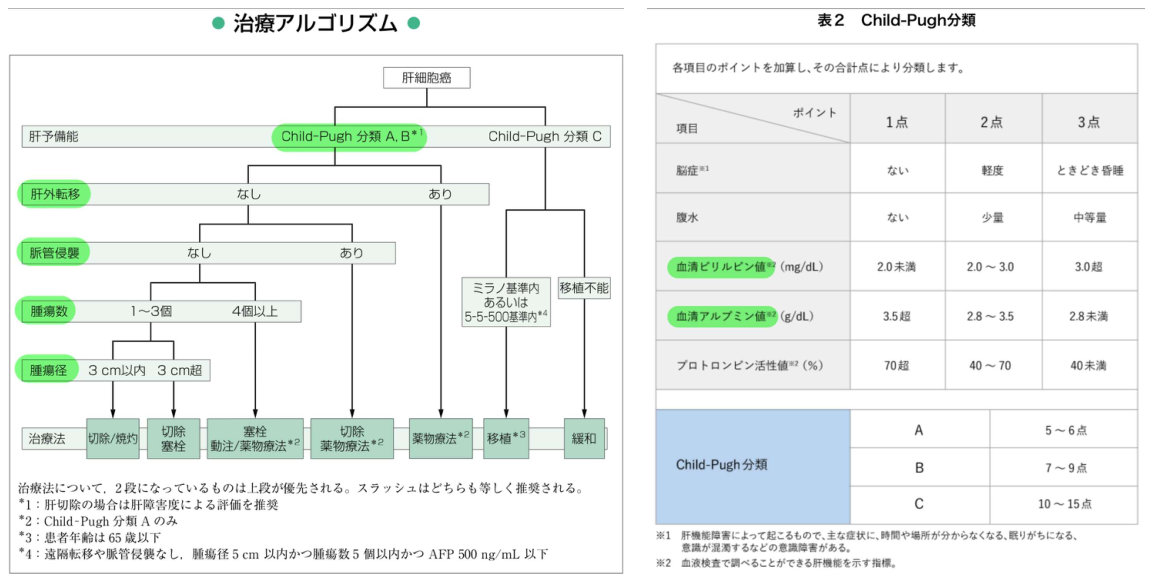 治療アルゴリズム
肝細胞癌
肝予備能 Child-Pugh 分類 A, B*1 Child-Pugh 分類 C
肝外転移 なし あり
脈管侵襲 なし あり
ミラノ基準内
あるいは
5-5-500基準内*4
移植不能
腫瘍数 1〜3個 4個以上
腫瘍径 3 cm以内 3 cm超
治療法
切除/焼灼
切除
塞栓
塞栓
動注/薬物療法*2
切除
薬物療法*2
薬物療法*2
移植*3
緩和
治療法について，2段になっているものは上段が優先される。スラッシュはどちらも等しく推奨される。
*1：肝切除の場合は肝障害度による評価を推奨
*2：Child-Pugh 分類 A のみ
*3：患者年齢は 65 歳以下
*4：遠隔転移や脈管侵襲なし，腫瘍径 5 cm 以内かつ腫瘍数 5 個以内かつ AFP 500 ng/mL 以下
表2 Child-Pugh分類
各項目のポイントを加算し、その合計点により分類します。
ポイント
項目
1点 2点 3点
脳症※1 ない 軽度 ときどき昏睡
腹水 ない 少量 中等量
血清ビリルビン値※2 (mg/dL) 2.0未満 2.0〜3.0 3.0超
血清アルブミン値※2 (g/dL) 3.5超 2.8〜3.5 2.8未満
プロトロンビン活性値※2 (%) 70超 40〜70 40未満
Child-Pugh分類
A 5〜6点
B 7〜9点
C 10〜15点
※1 肝機能障害によって起こるもので、主な症状に、時間や場所が分からなくなる、眠りがちになる、
意識が混濁するなどの意識障害がある。
※2 血液検査で調べることができる肝機能を示す指標。